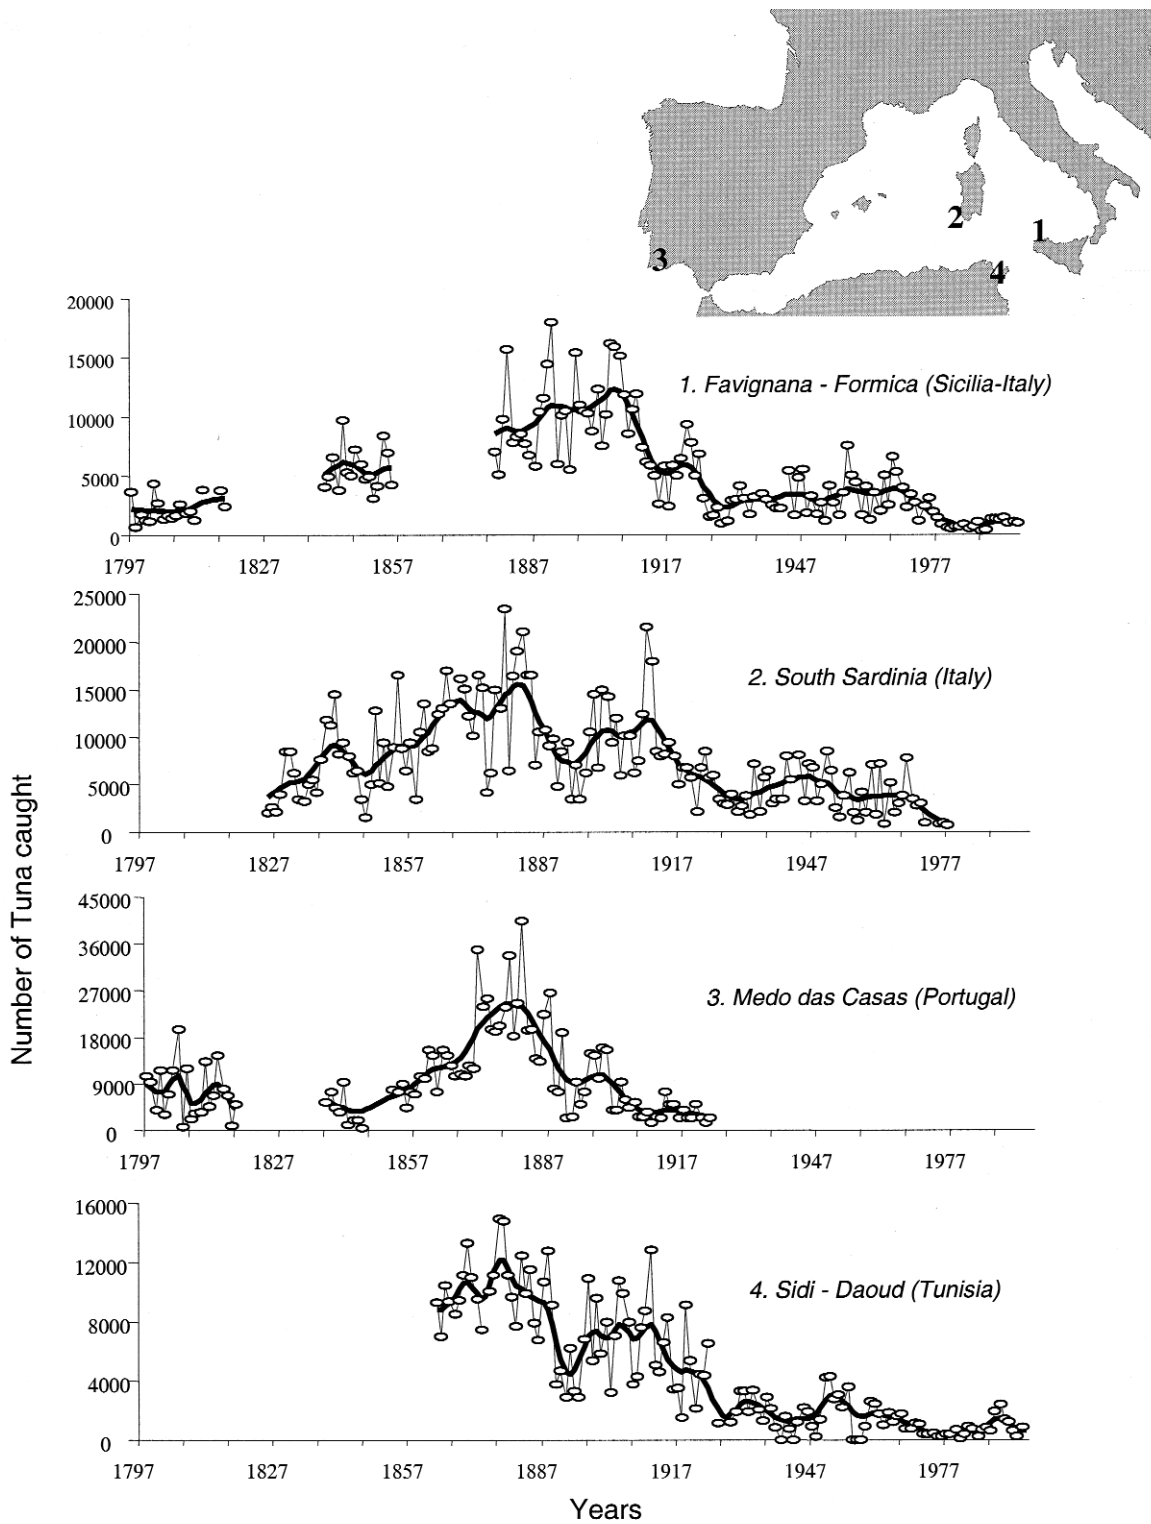 2
1
3
4
20000
15000
10000
5000
0
1. Favignana - Formica (Sicilia-Italy)
1797 1827 1857 1887 1917 1947 1977
25000
20000
15000
10000
5000
0
2. South Sardinia (Italy)
1797 1827 1857 1887 1917 1947 1977
Number of Tuna caught
45000
36000
27000
18000
9000
0
3. Medo das Casas (Portugal)
1797 1827 1857 1887 1917 1947 1977
16000
12000
8000
4000
0
4. Sidi - Daoud (Tunisia)
1797 1827 1857 1887 1917 1947 1977
Years